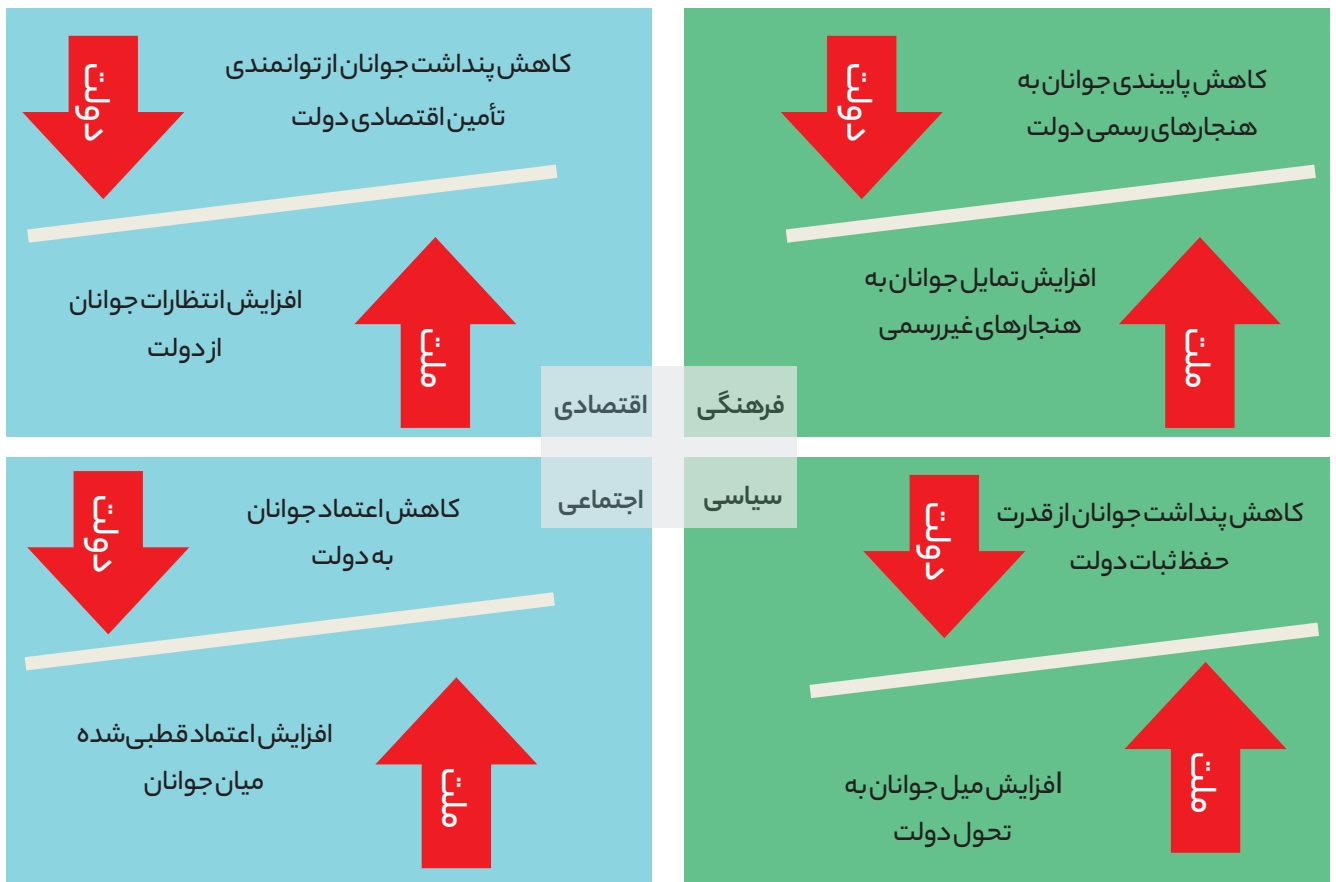 کاهش پایبندی جوانان به
هنجارهای رسمی دولت
دولت
افزایش تمایل جوانان به
هنجارهای غیررسمی
ملت
فرهنگی
کاهش پنداشت جوانان از توانمندی
تأمین اقتصادی دولت
دولت
افزایش انتظارات جوانان
از دولت
ملت
اقتصادی
کاهش پنداشت جوانان از قدرت
حفظ ثبات دولت
دولت
افزایش میل جوانان به
تحول دولت
ملت
سیاسی
کاهش اعتماد جوانان
به دولت
دولت
افزایش اعتماد قطبی‌شده
میان جوانان
ملت
اجتماعی